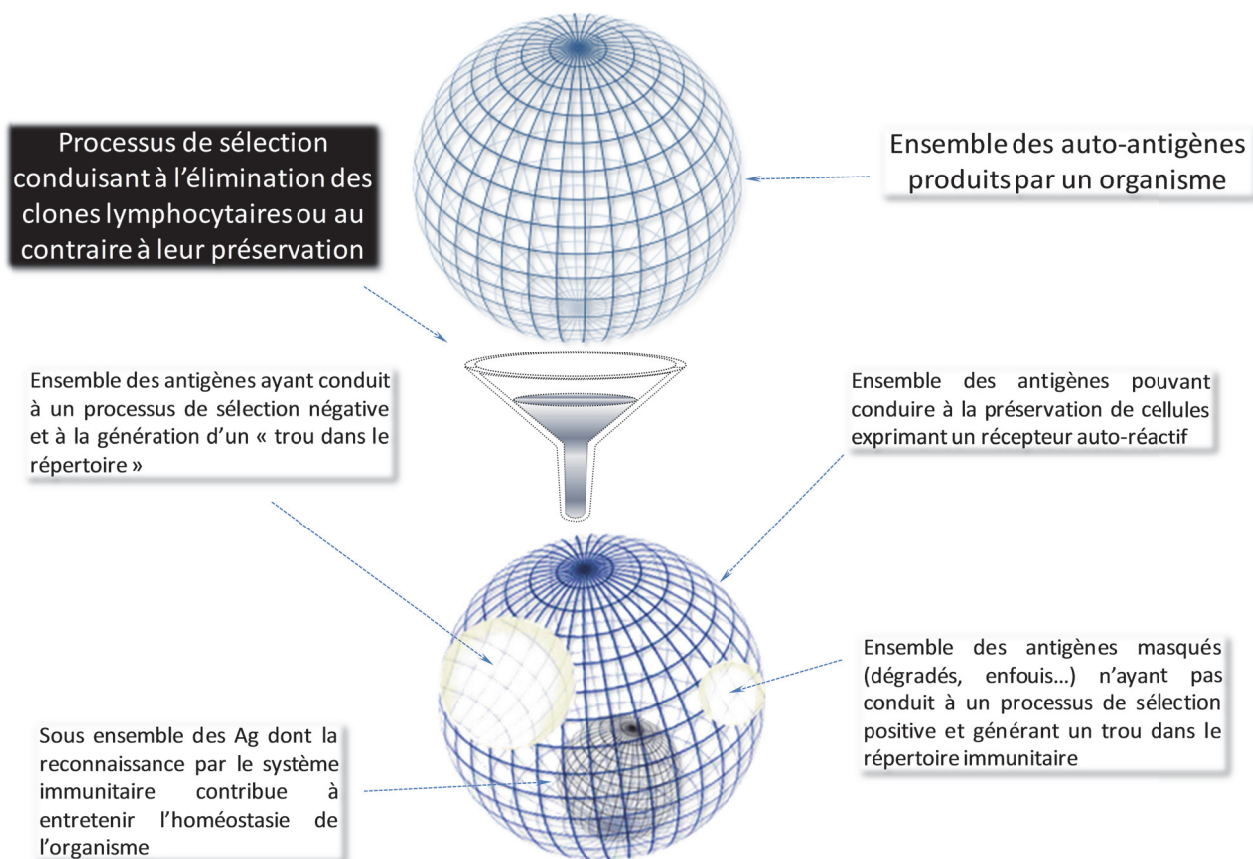 Processus de sélection
conduisant à l'élimination des
clones lymphocytaires ou au
contraire à leur préservation
Ensemble des auto-antigènes
produits par un organisme
Ensemble des antigènes ayant conduit
à un processus de sélection négative
et à la génération d'un « trou dans le
répertoire »
Ensemble des antigènes pouvant
conduire à la préservation de cellules
exprimant un récepteur auto-réactif
Ensemble des antigènes masqués
(dégradés, enfouis...) n'ayant pas
conduit à un processus de sélection
positive et générant un trou dans le
répertoire immunitaire
Sous ensemble des Ag dont la
reconnaissance par le système
immunitaire contribue à
entretenir l'homéostasie de
l'organisme